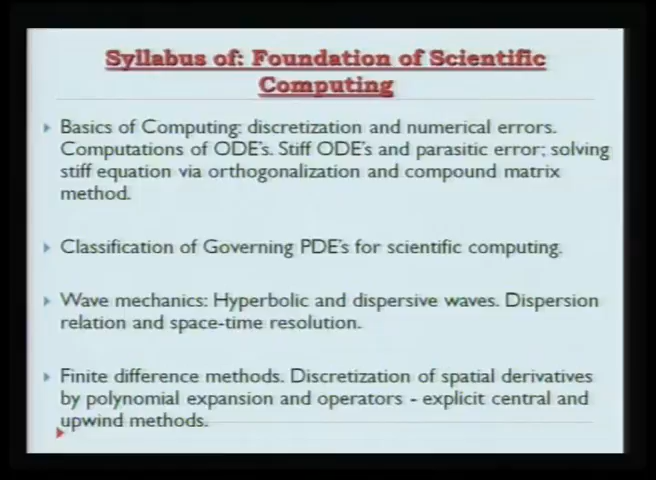 Syllabus of: Foundation of Scientific
Computing
Basics of Computing: discretization and numerical errors.
Computations of ODE's. Stiff ODE's and parasitic error; solving
stiff equation via orthogonalization and compound matrix
method.
Classification of Governing PDE's for scientific computing.
Wave mechanics: Hyperbolic and dispersive waves. Dispersion
relation and space-time resolution.
Finite difference methods. Discretization of spatial derivatives
by polynomial expansion and operators - explicit central and
upwind methods.